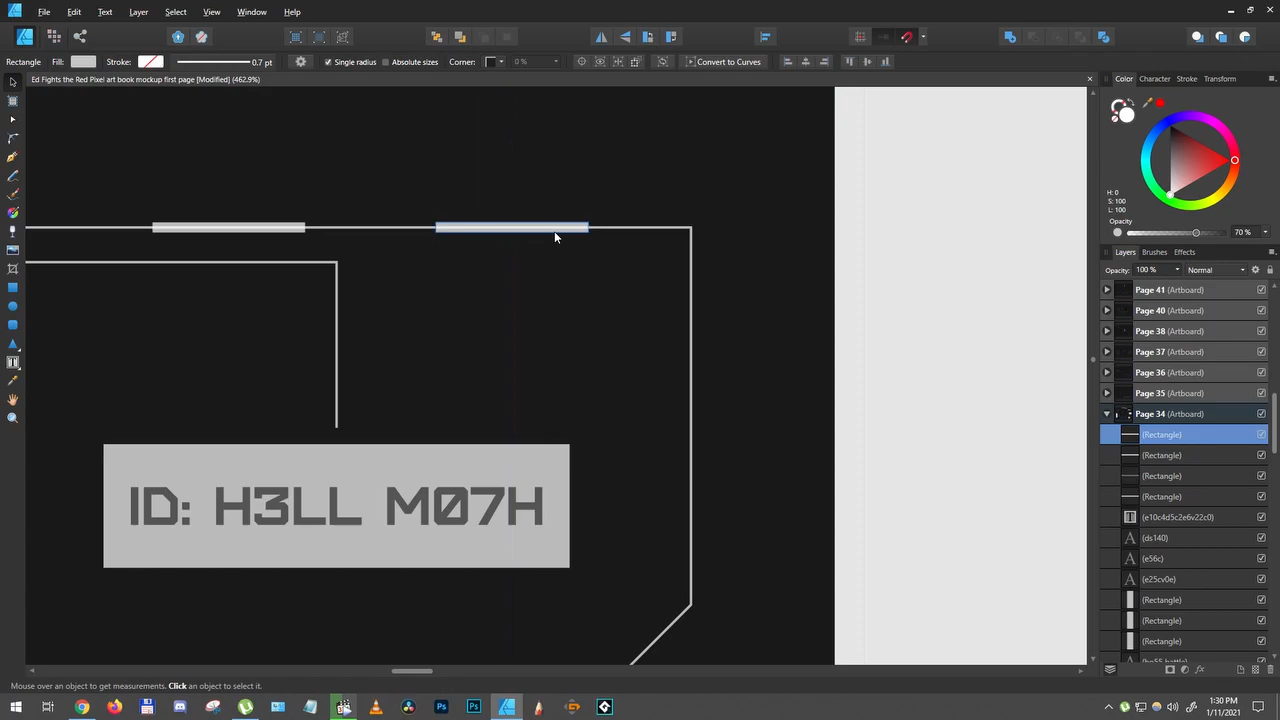 File Edit Text Layer Select View Window Help
Rectangle Fill: Stroke: 0.7 pt Single radius Absolute sizes Corner: 0 % Convert to Curves
Ed Fights the Red Pixel art book mockup first page [Modified] (462.9%)
Color Character Stroke Transform
H: 0
S: 100
L: 100
Opacity
70 %
Layers Brushes Effects
Opacity: 100 % Normal
Page 41 (Artboard)
Page 40 (Artboard)
Page 38 (Artboard)
Page 37 (Artboard)
Page 36 (Artboard)
Page 35 (Artboard)
Page 34 (Artboard)
(Rectangle)
(Rectangle)
(Rectangle)
(Rectangle)
(e10c4d5c2e6v22c0)
(ds140)
(e56c)
(e25cv0e)
(Rectangle)
(Rectangle)
(Rectangle)
ID: H3LL M07H
Mouse over an object to get measurements. Click an object to select it.
1:30 PM
1/11/2021